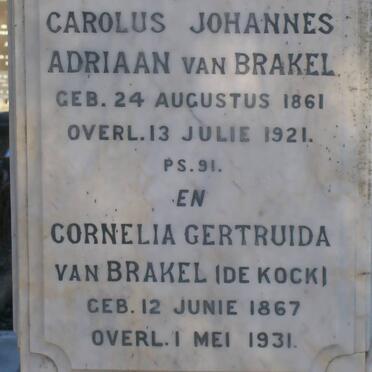 CAROLUS JOHANNES
ADRIAAN VAN BRAKEL
GEB. 24 AUGUSTUS 1861
OVERL. 13 JULIE 1921.
PS. 91.
EN
CORNELIA GERTRUIDA
VAN BRAKEL (DE KOCK)
GEB. 12 JUNIE 1867
OVERL. 1 MEI 1931.